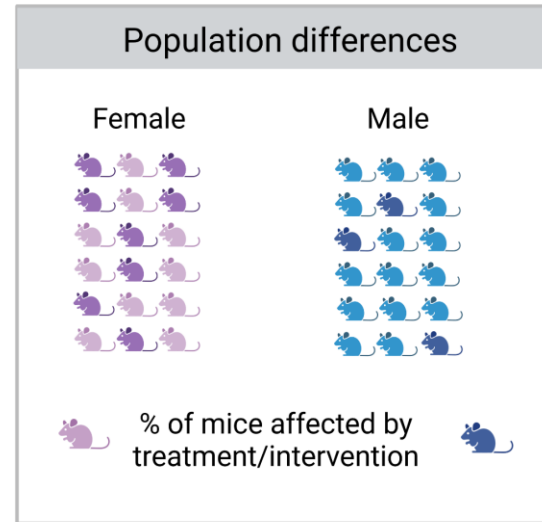 Population differences
Female
Male
% of mice affected by
treatment/intervention